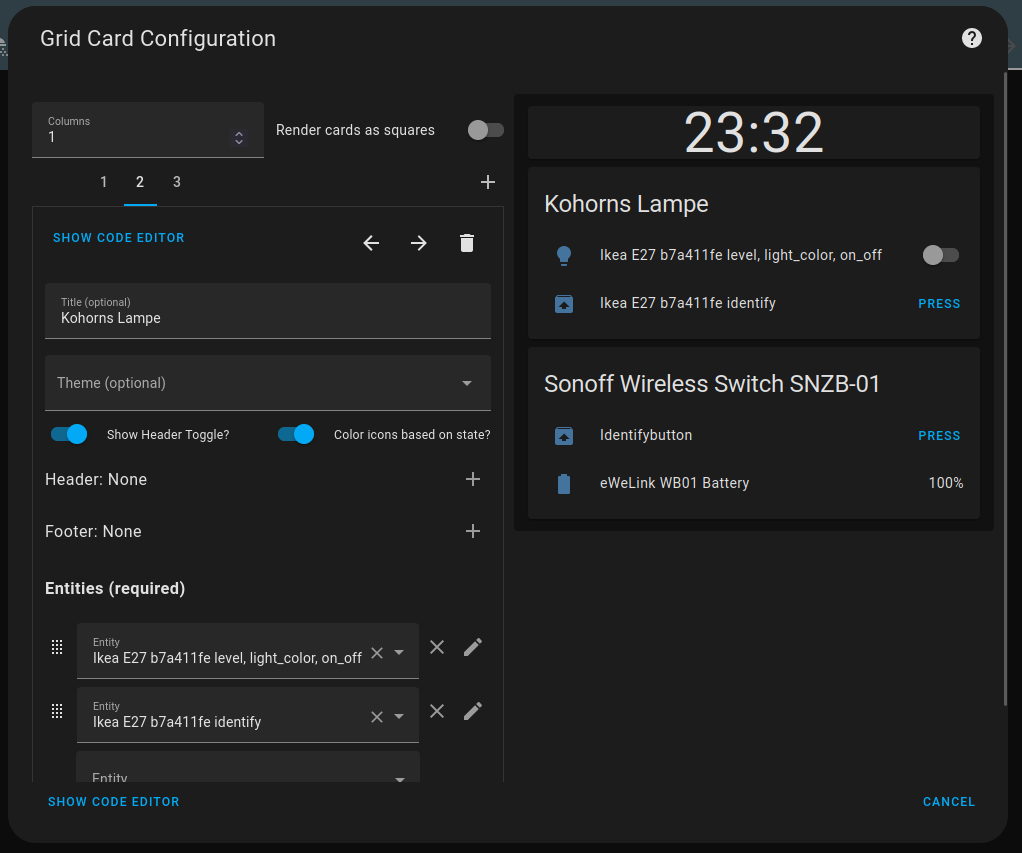 Grid Card Configuration
Columns
1
Render cards as squares
1 2 3
SHOW CODE EDITOR
Title (optional)
Kohorns Lampe
Theme (optional)
Show Header Toggle?
Color icons based on state?
Header: None
Footer: None
Entities (required)
Entity
Ikea E27 b7a411fe level, light_color, on_off
Entity
Ikea E27 b7a411fe identify
Entity
23:32
Kohorns Lampe
Ikea E27 b7a411fe level, light_color, on_off
Ikea E27 b7a411fe identify PRESS
Sonoff Wireless Switch SNZB-01
Identifybutton PRESS
eWeLink WB01 Battery 100%
SHOW CODE EDITOR
CANCEL